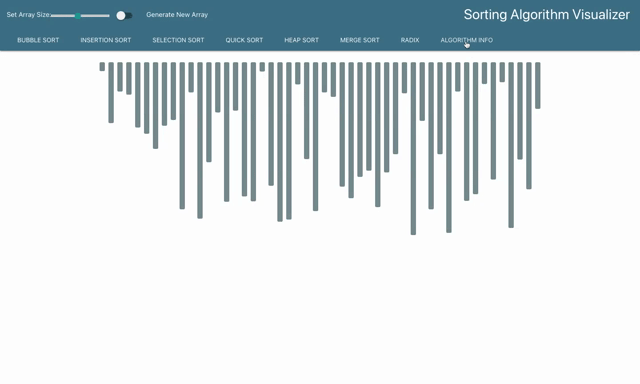 Set Array Size: Generate New Array Sorting Algorithm Visualizer
BUBBLE SORT INSERTION SORT SELECTION SORT QUICK SORT HEAP SORT MERGE SORT RADIX ALGORITHM INFO